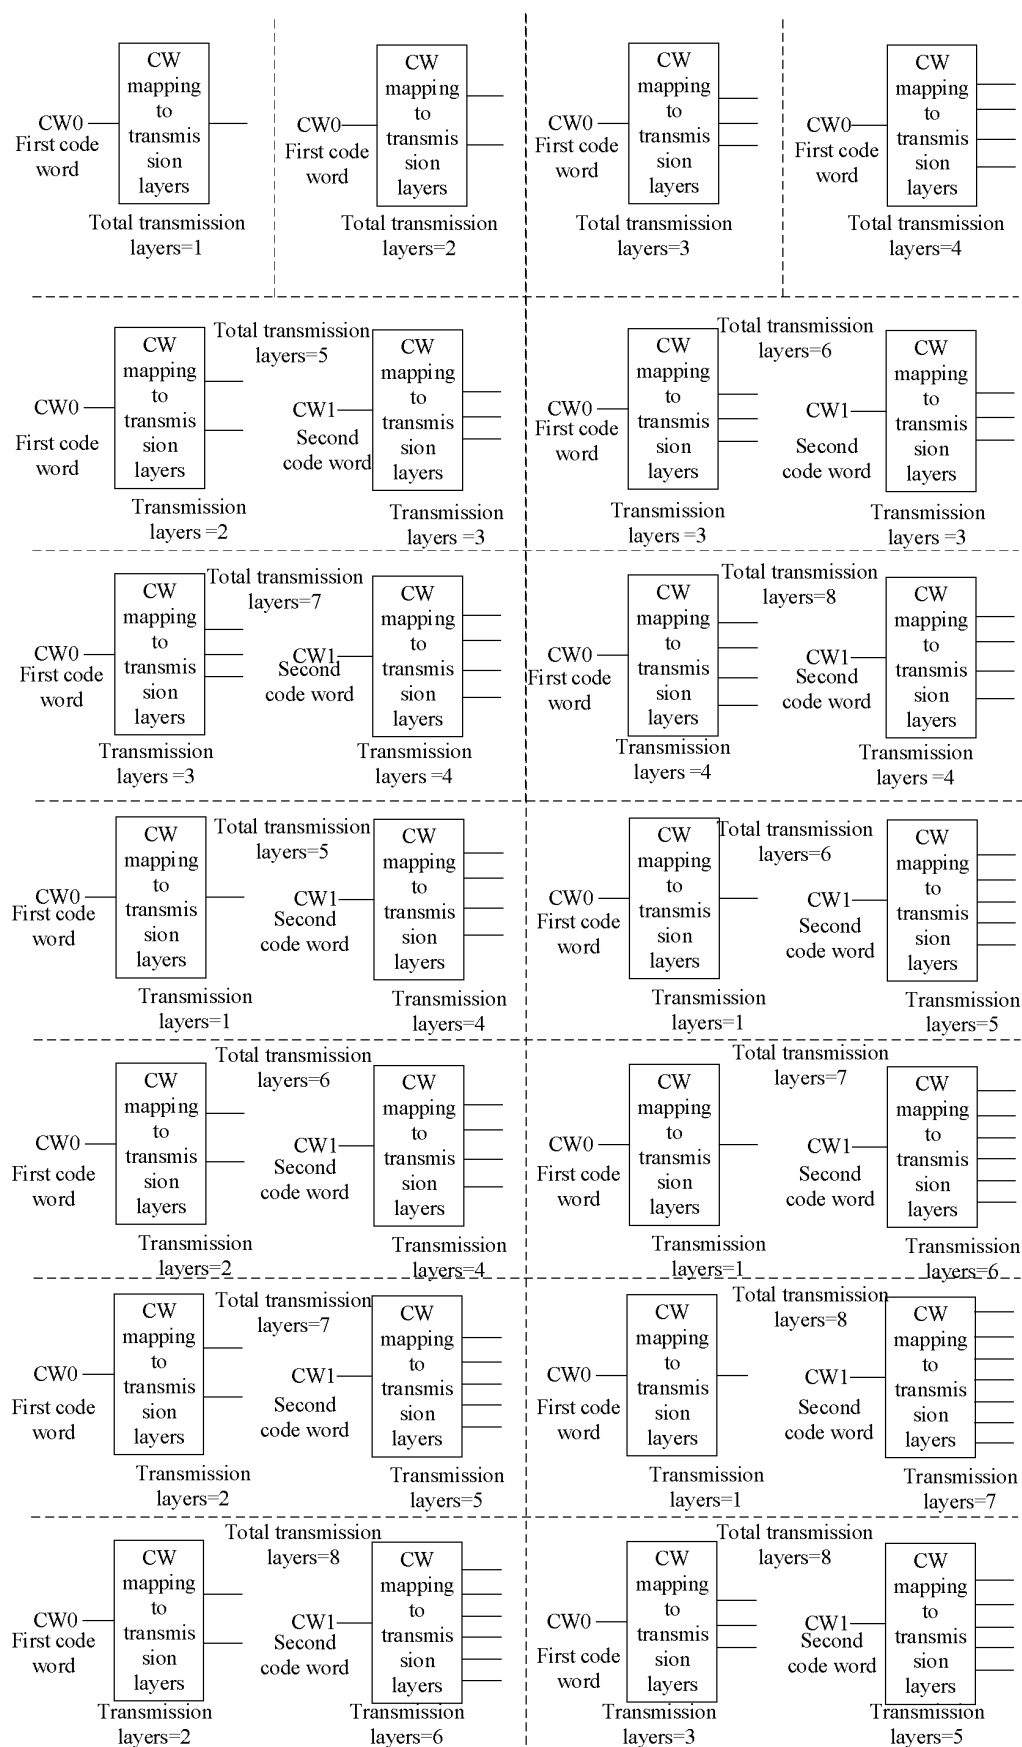 CW
mapping
to
transmis
sion
layers
CW0
First code
word
Total transmission
layers=1
CW
mapping
to
transmis
sion
layers
CW0
First code
word
Total transmission
layers=2
CW
mapping
to
transmis
sion
layers
CW0
First code
word
Total transmission
layers=3
CW
mapping
to
transmis
sion
layers
CW0
First code
word
Total transmission
layers=4
Total transmission
layers=5
CW
mapping
to
transmis
sion
layers
CW0
First code
word
Transmission
layers =2
CW
mapping
to
transmis
sion
layers
CW1
Second
code word
Transmission
layers =3
Total transmission
layers=6
CW
mapping
to
transmis
sion
layers
CW0
First code
word
Transmission
layers =3
CW
mapping
to
transmis
sion
layers
CW1
Second
code word
Transmission
layers =3
Total transmission
layers=7
CW
mapping
to
transmis
sion
layers
CW0
First code
word
Transmission
layers =3
CW
mapping
to
transmis
sion
layers
CW1
Second
code word
Transmission
layers =4
Total transmission
layers=8
CW
mapping
to
transmis
sion
layers
CW0
First code
word
Transmission
layers =4
CW
mapping
to
transmis
sion
layers
CW1
Second
code word
Transmission
layers =4
Total transmission
layers=5
CW
mapping
to
transmis
sion
layers
CW0
First code
word
Transmission
layers=1
CW
mapping
to
transmis
sion
layers
CW1
Second
code word
Transmission
layers=4
Total transmission
layers=6
CW
mapping
to
transmis
sion
layers
CW0
First code
word
Transmission
layers=1
CW
mapping
to
transmis
sion
layers
CW1
Second
code word
Transmission
layers=5
Total transmission
layers=6
CW
mapping
to
transmis
sion
layers
CW0
First code
word
Transmission
layers=2
CW
mapping
to
transmis
sion
layers
CW1
Second
code word
Transmission
layers=4
Total transmission
layers=7
CW
mapping
to
transmis
sion
layers
CW0
First code
word
Transmission
layers=1
CW
mapping
to
transmis
sion
layers
CW1
Second
code word
Transmission
layers=6
Total transmission
layers=7
CW
mapping
to
transmis
sion
layers
CW0
First code
word
Transmission
layers=2
CW
mapping
to
transmis
sion
layers
CW1
Second
code word
Transmission
layers=5
Total transmission
layers=8
CW
mapping
to
transmis
sion
layers
CW0
First code
word
Transmission
layers=1
CW
mapping
to
transmis
sion
layers
CW1
Second
code word
Transmission
layers=7
Total transmission
layers=8
CW
mapping
to
transmis
sion
layers
CW0
First code
word
Transmission
layers=2
CW
mapping
to
transmis
sion
layers
CW1
Second
code word
Transmission
layers=6
Total transmission
layers=8
CW
mapping
to
transmis
sion
layers
CW0
First code
word
Transmission
layers=3
CW
mapping
to
transmis
sion
layers
CW1
Second
code word
Transmission
layers=5